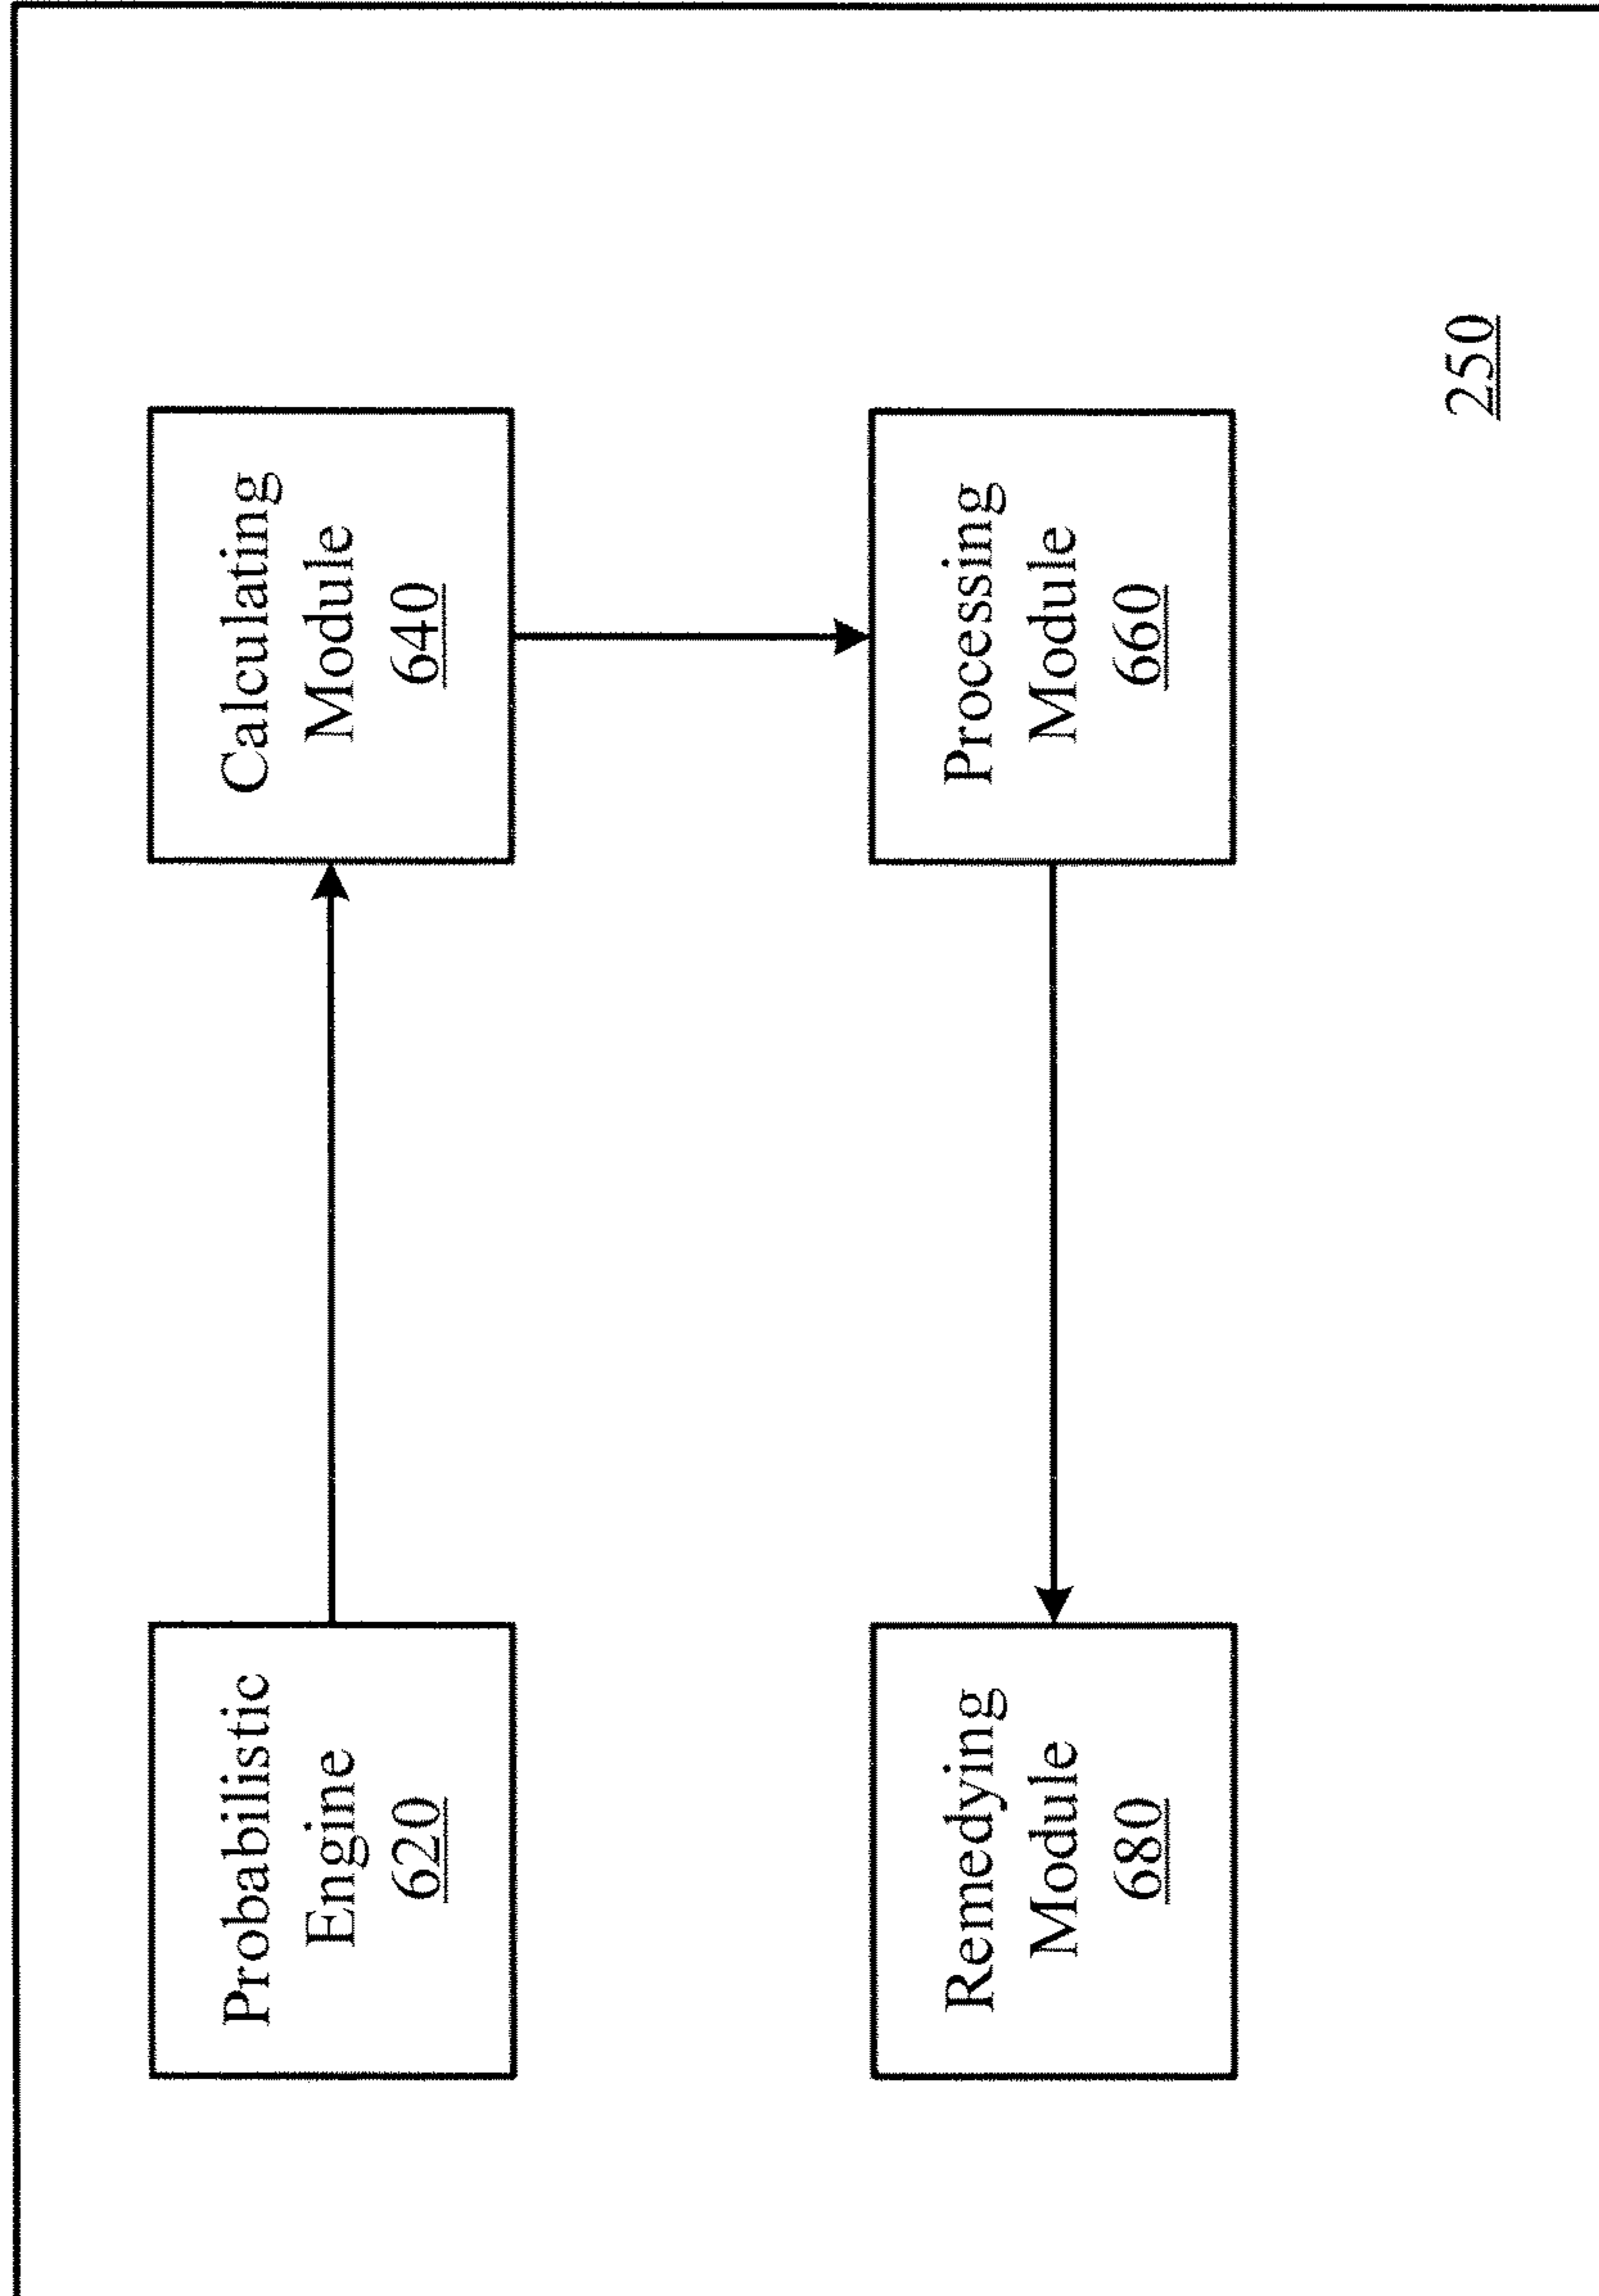 Probabilistic
Engine
620
Calculating
Module
640
Remedying
Module
680
Processing
Module
660
250